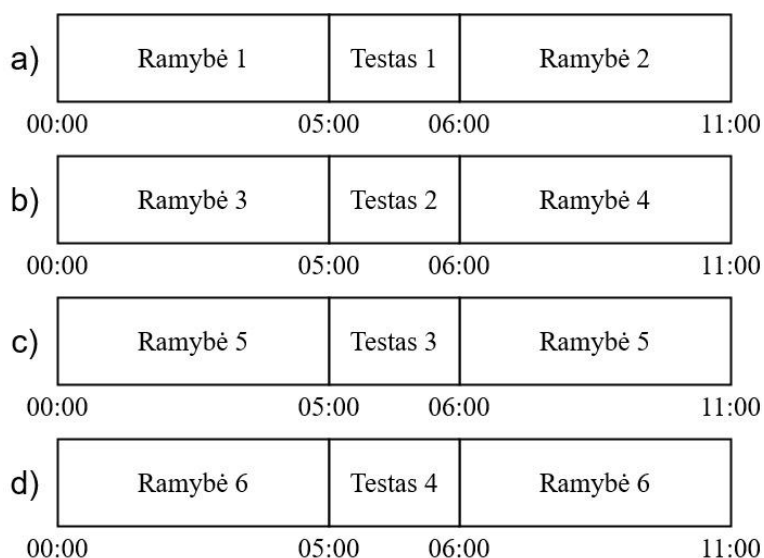 a) Ramybė 1 Testas 1 Ramybė 2
00:00 05:00 06:00 11:00
b) Ramybė 3 Testas 2 Ramybė 4
00:00 05:00 06:00 11:00
c) Ramybė 5 Testas 3 Ramybė 5
00:00 05:00 06:00 11:00
d) Ramybė 6 Testas 4 Ramybė 6
00:00 05:00 06:00 11:00